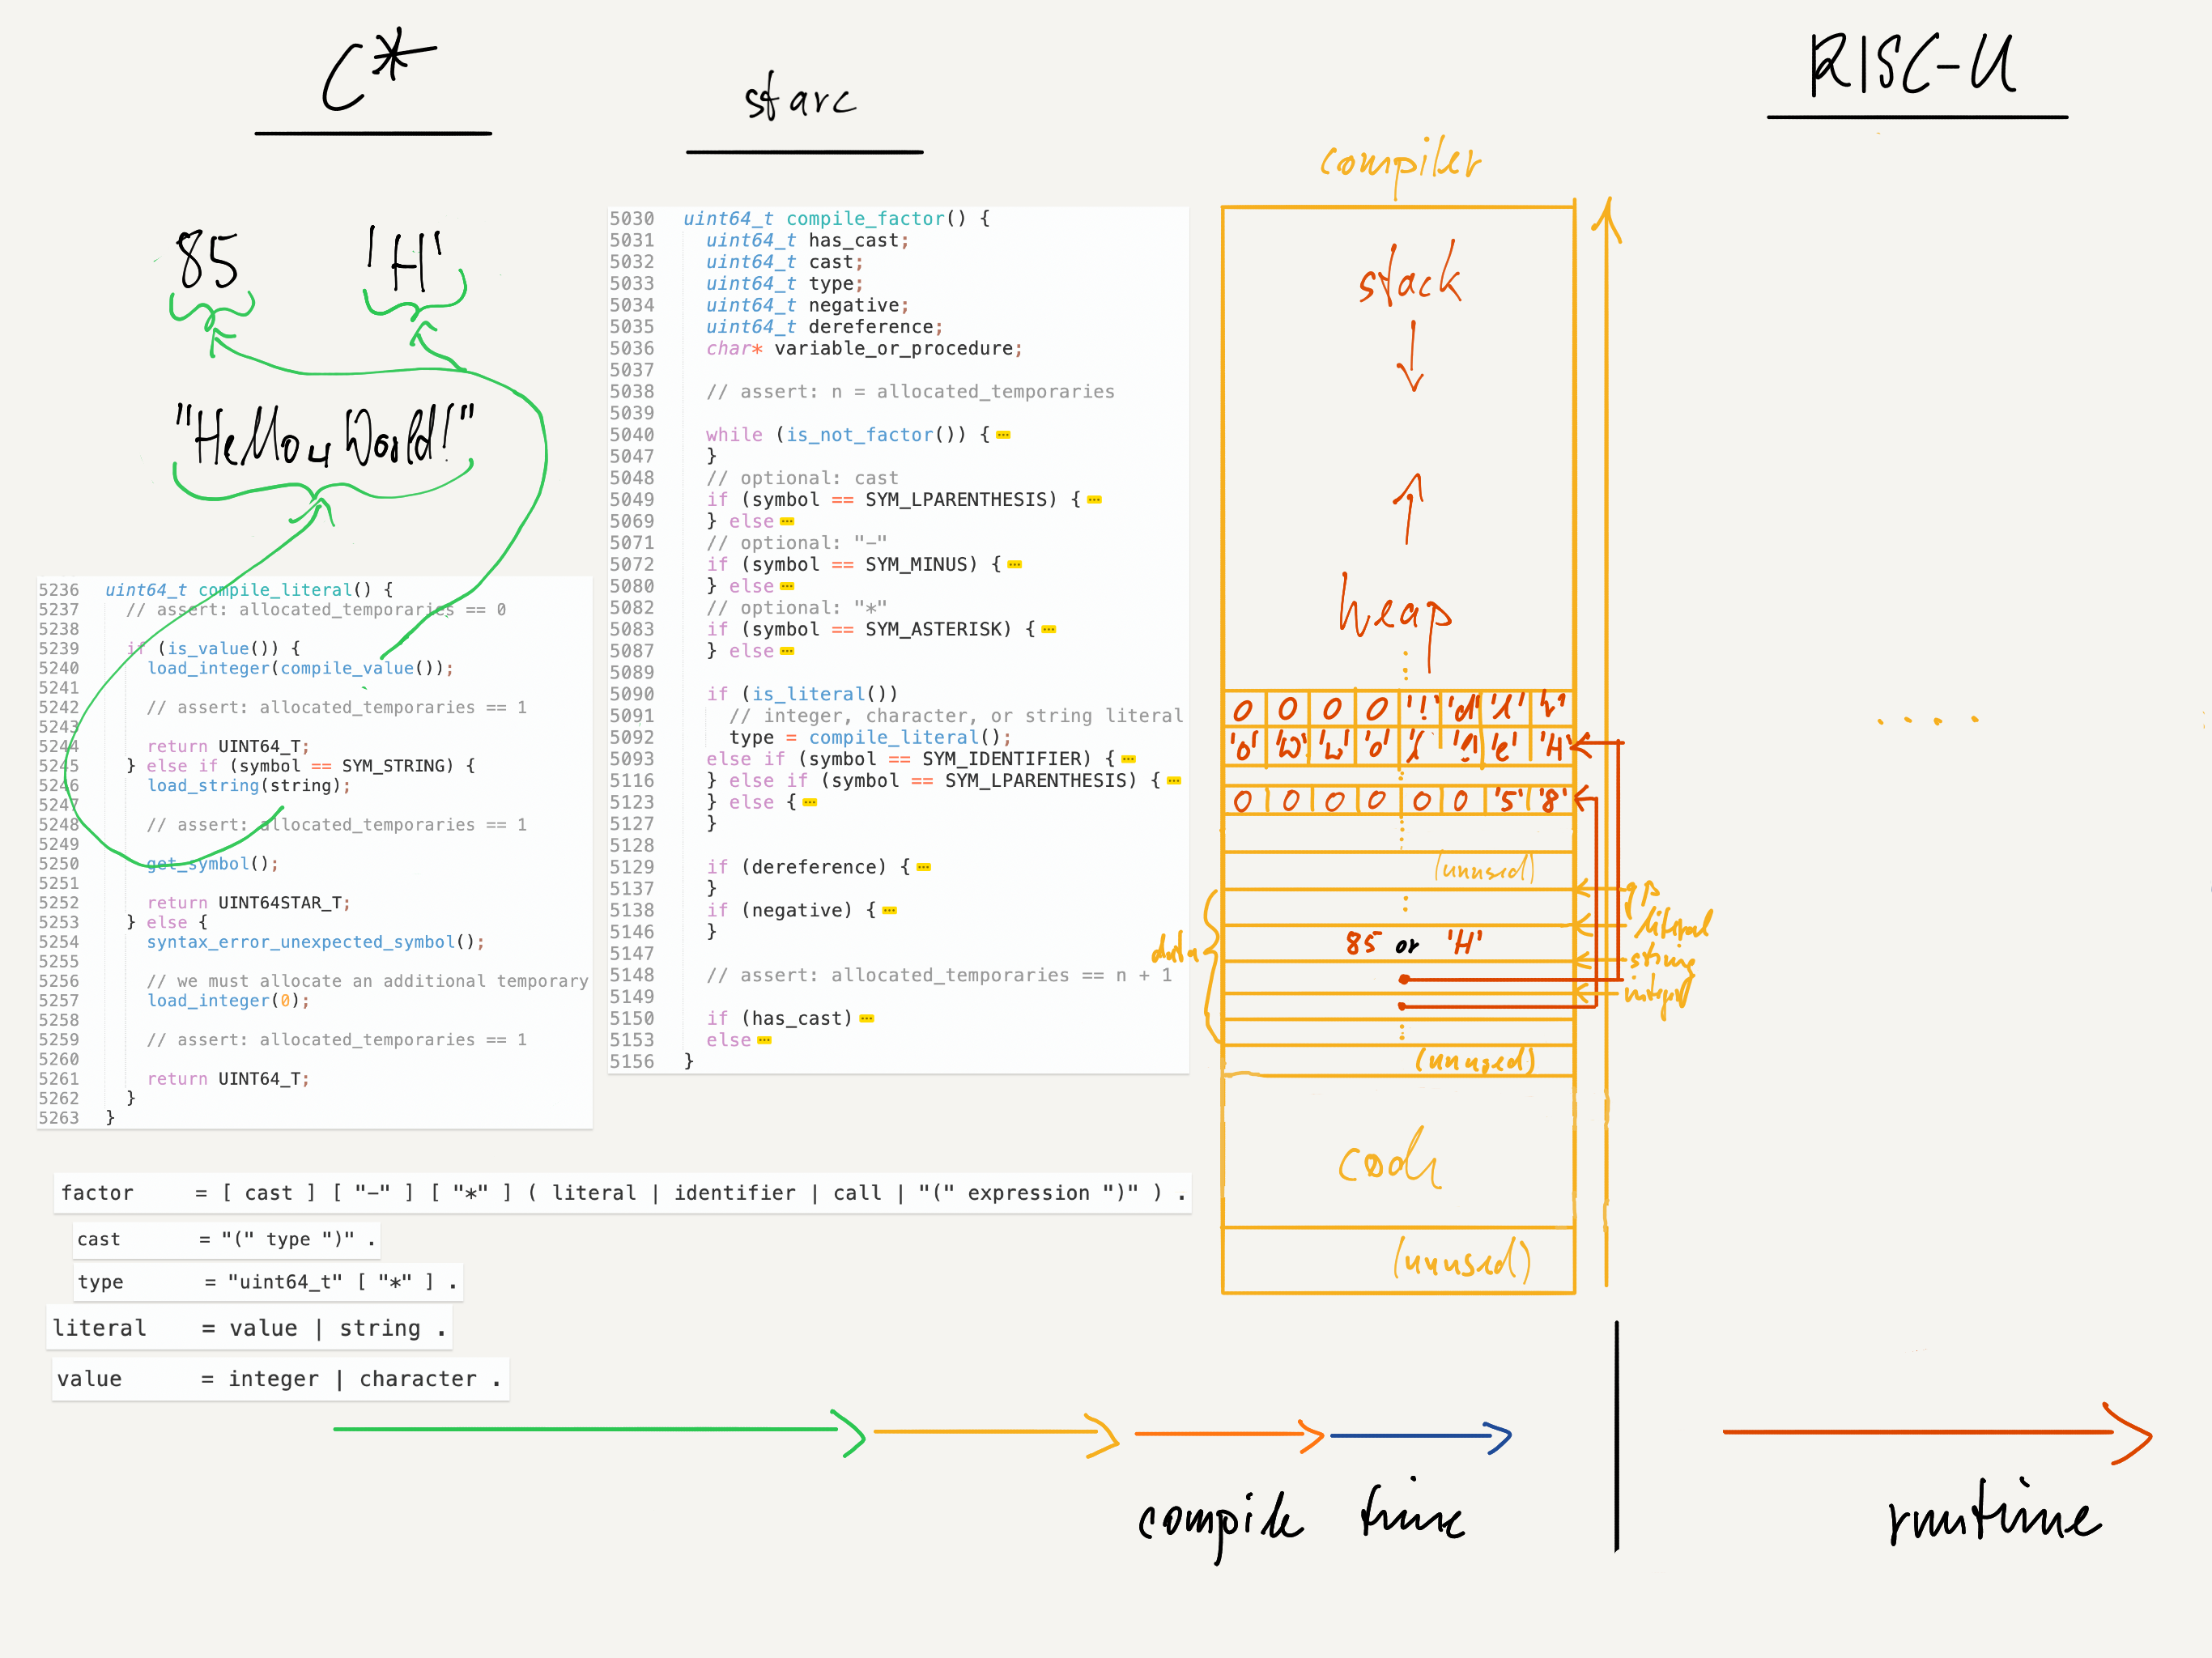 C*
starc
RISC-U
compiler
85 'H'
"Hello␣World!"
5236 uint64_t compile_literal() {
5237 // assert: allocated_temporaries == 0
5238
5239 if (is_value()) {
5240 load_integer(compile_value());
5241
5242 // assert: allocated_temporaries == 1
5243
5244 return UINT64_T;
5245 } else if (symbol == SYM_STRING) {
5246 load_string(string);
5247
5248 // assert: allocated_temporaries == 1
5249
5250 get_symbol();
5251
5252 return UINT64STAR_T;
5253 } else {
5254 syntax_error_unexpected_symbol();
5255
5256 // we must allocate an additional temporary
5257 load_integer(0);
5258
5259 // assert: allocated_temporaries == 1
5260
5261 return UINT64_T;
5262 }
5263 }
5030 uint64_t compile_factor() {
5031 uint64_t has_cast;
5032 uint64_t cast;
5033 uint64_t type;
5034 uint64_t negative;
5035 uint64_t dereference;
5036 char* variable_or_procedure;
5037
5038 // assert: n = allocated_temporaries
5039
5040 while (is_not_factor()) {
5047 }
5048 // optional: cast
5049 if (symbol == SYM_LPARENTHESIS) {
5069 } else
5071 // optional: "-"
5072 if (symbol == SYM_MINUS) {
5080 } else
5082 // optional: "*"
5083 if (symbol == SYM_ASTERISK) {
5087 } else
5089
5090 if (is_literal())
5091 // integer, character, or string literal
5092 type = compile_literal();
5093 else if (symbol == SYM_IDENTIFIER) {
5116 } else if (symbol == SYM_LPARENTHESIS) {
5123 } else {
5127 }
5128
5129 if (dereference) {
5137 }
5138 if (negative) {
5146 }
5147
5148 // assert: allocated_temporaries == n + 1
5149
5150 if (has_cast)
5153 else
5156 }
stack
heap
0 0 0 0 '!' 'd' 'l' 'r'
'o' 'W' '␣' 'o' 'l' 'l' 'e' 'H'
0 0 0 0 0 0 '5' '8'
(unused)
gp
literal
85 or 'H'
data
string
integer
(unused)
code
(unused)
factor = [ cast ] [ "-" ] [ "*" ] ( literal | identifier | call | "(" expression ")" ) .
cast = "(" type ")" .
type = "uint64_t" [ "*" ] .
literal = value | string .
value = integer | character .
compile time
runtime